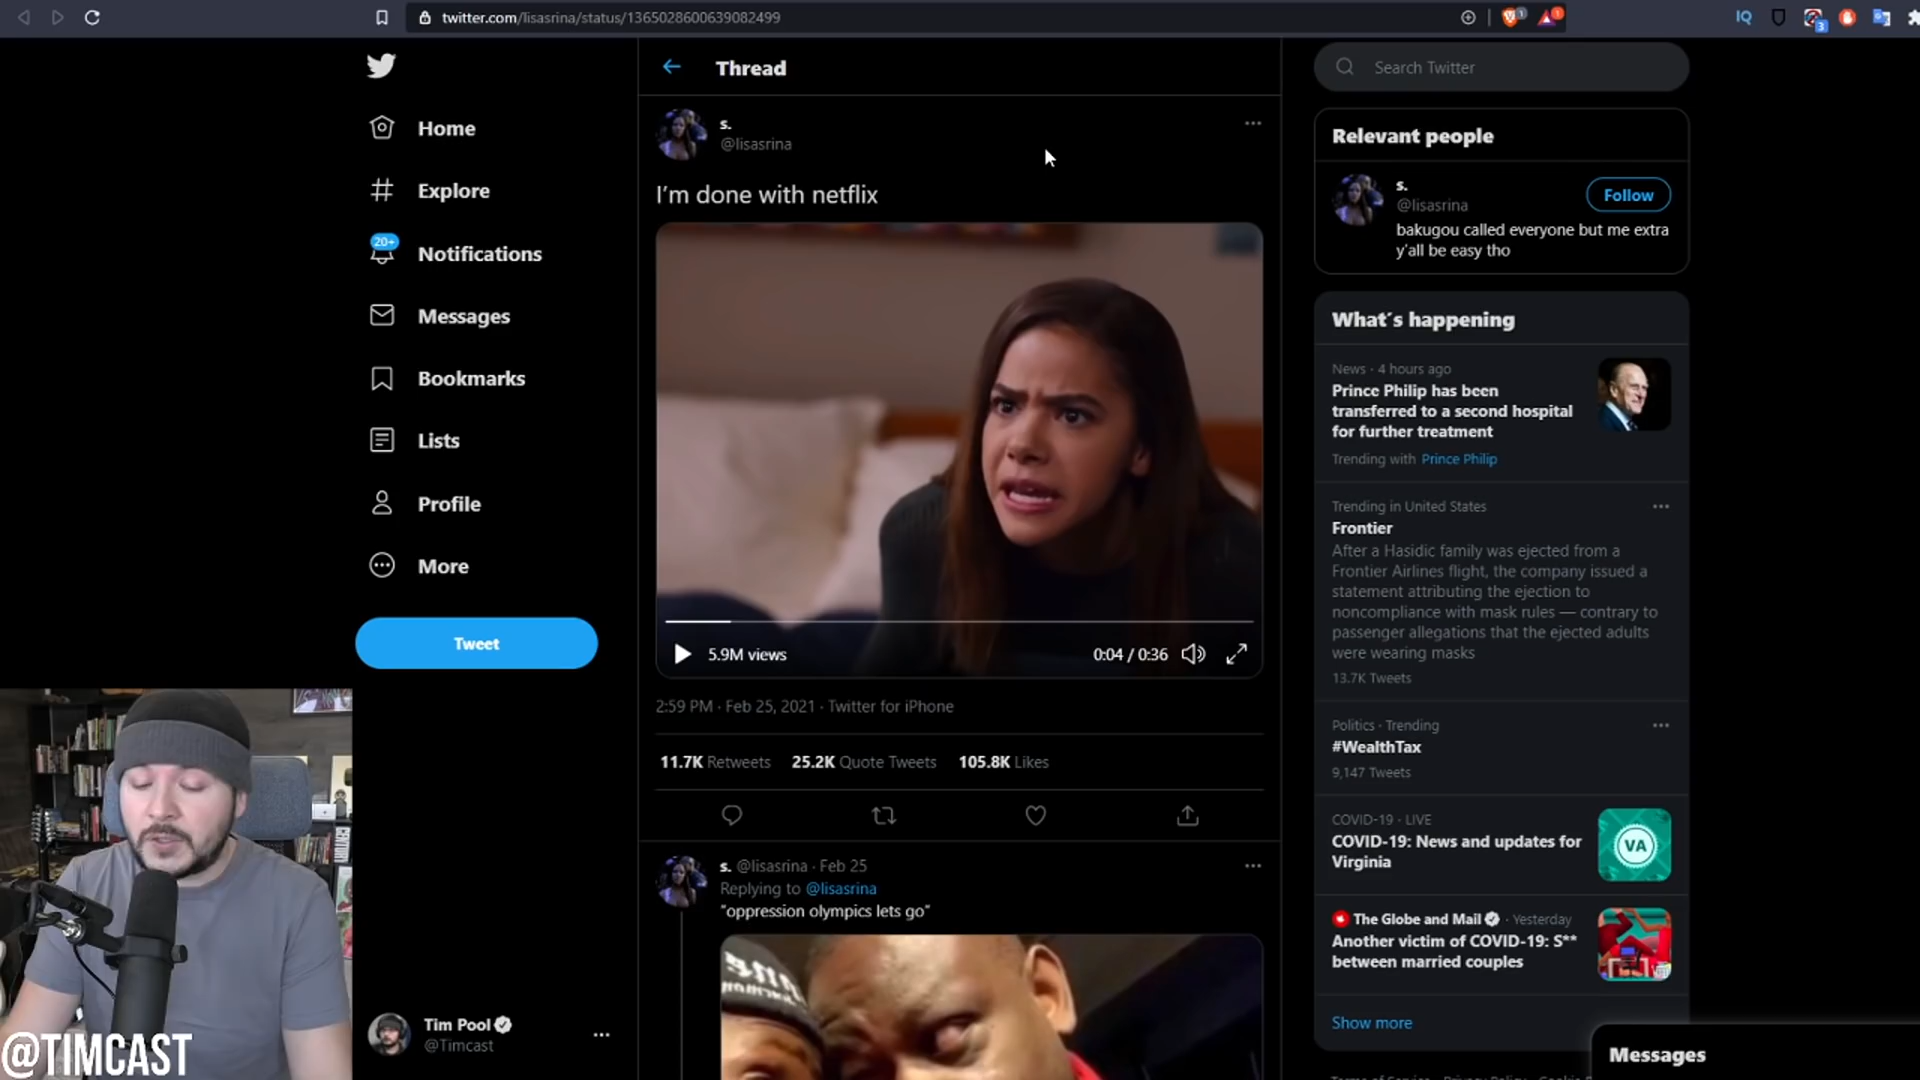 twitter.com/lisasrina/status/1365028600639082499
1
1
IQ
3
Home
Explore
20+
Notifications
Messages
Bookmarks
Lists
Profile
More
Tweet
Tim Pool
@Timcast
@TIMCAST
Thread
s.
@lisasrina
I'm done with netflix
5.9M views
0:04 / 0:36
2:59 PM · Feb 25, 2021 · Twitter for iPhone
11.7K Retweets 25.2K Quote Tweets 105.8K Likes
s. @lisasrina · Feb 25
Replying to @lisasrina
"oppression olympics lets go"
Search Twitter
Relevant people
s.
@lisasrina
Follow
bakugou called everyone but me extra
y'all be easy tho
What's happening
News · 4 hours ago
Prince Philip has been
transferred to a second hospital
for further treatment
Trending with Prince Philip
Trending in United States
Frontier
After a Hasidic family was ejected from a
Frontier Airlines flight, the company issued a
statement attributing the ejection to
noncompliance with mask rules — contrary to
passenger allegations that the ejected adults
were wearing masks
13.7K Tweets
Politics · Trending
#WealthTax
9,147 Tweets
COVID-19 · LIVE
COVID-19: News and updates for
Virginia
VA
The Globe and Mail · Yesterday
Another victim of COVID-19: S**
between married couples
Show more
Messages